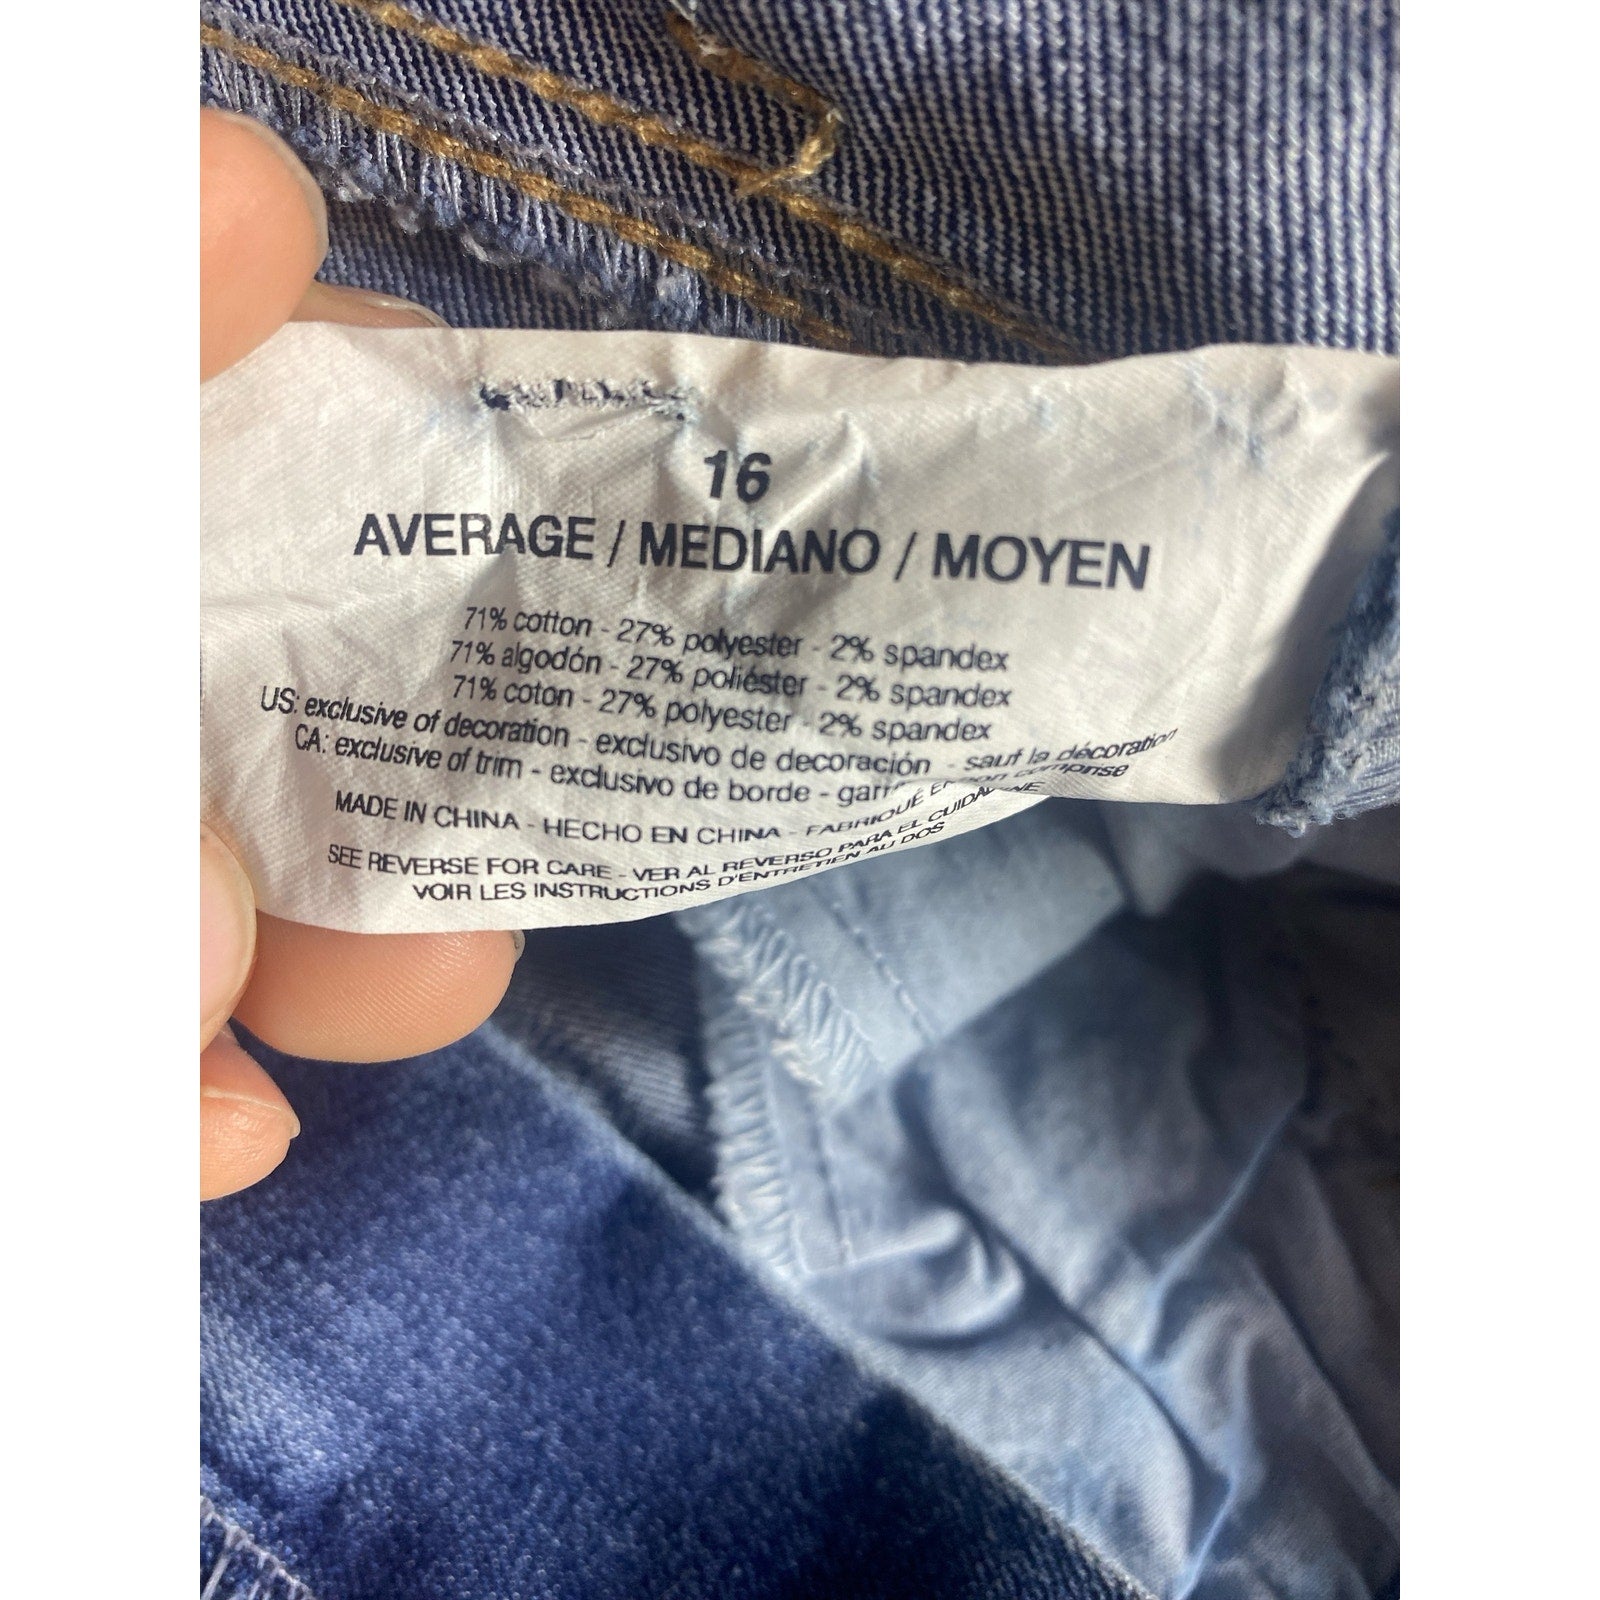 16
AVERAGE / MEDIANO / MOYEN
71% cotton - 27% polyester - 2% spandex
71% algodón - 27% poliéster - 2% spandex
71% coton - 27% polyester - 2% spandex
US: exclusive of decoration - exclusivo de decoración - sauf la décoration
CA: exclusive of trim - exclusivo de borde - comprise
MADE IN CHINA - HECHO EN CHINA - FABRIQUÉ
SEE REVERSE FOR CARE - VER AL REVERSO PARA EL
VOIR LES INSTRUCTIONS D'ENTRETIEN AU DOS